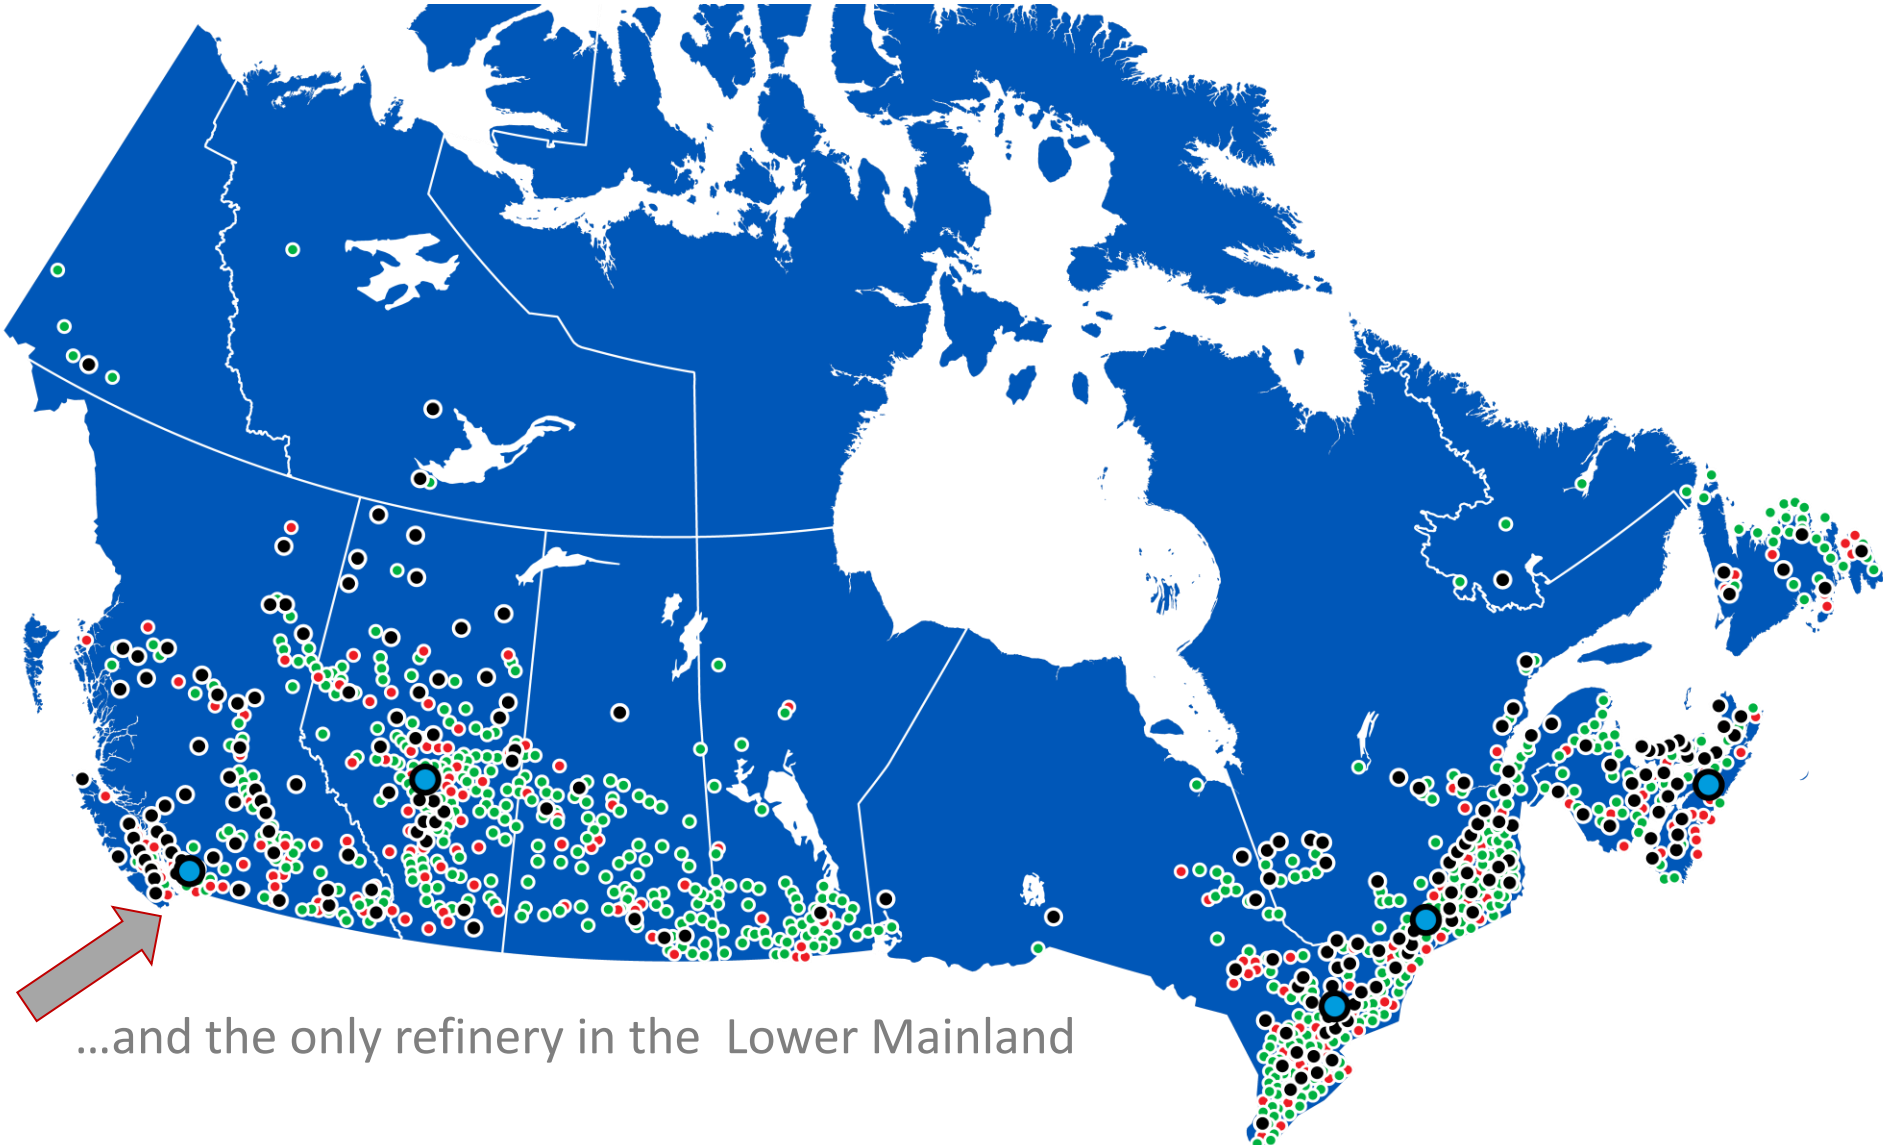 …and the only refinery in the Lower Mainland